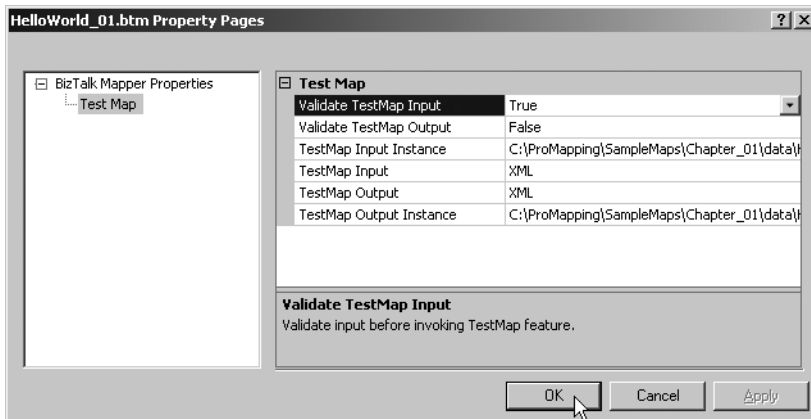 HelloWorld_01.btm Property Pages
BizTalk Mapper Properties
Test Map
Test Map
Validate TestMap Input True
Validate TestMap Output False
TestMap Input Instance C:\ProMapping\SampleMaps\Chapter_01\data\
TestMap Input XML
TestMap Output XML
TestMap Output Instance C:\ProMapping\SampleMaps\Chapter_01\data\
Validate TestMap Input
Validate input before invoking TestMap feature.
OK Cancel Apply